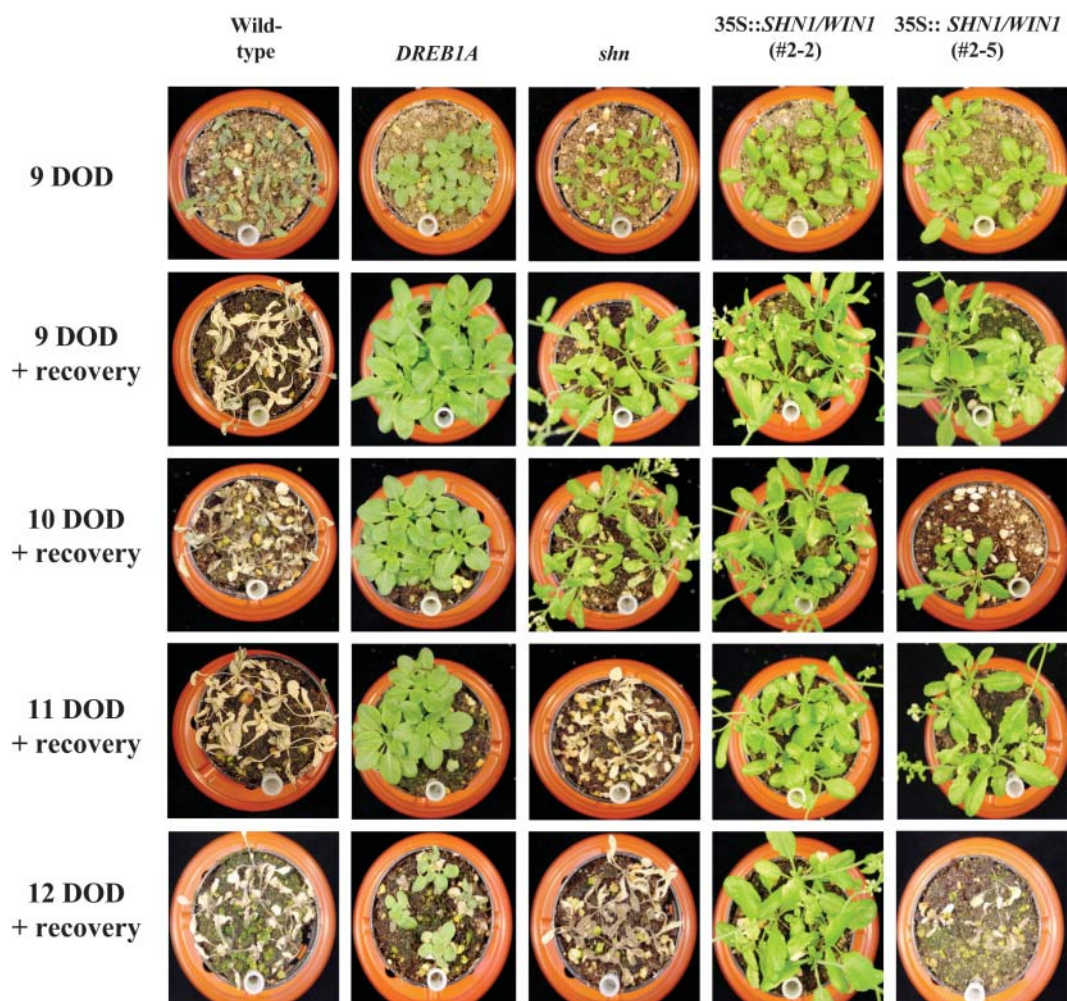 Wild-
type
DREB1A
shn
35S::SHN1/WIN1
(#2-2)
35S:: SHN1/WIN1
(#2-5)
9 DOD
9 DOD
+ recovery
10 DOD
+ recovery
11 DOD
+ recovery
12 DOD
+ recovery